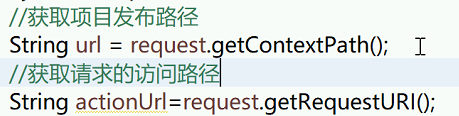 //获取项目发布路径
String url = request.getContextPath();
//获取请求的访问路径
String actionUrl=request.getRequestURI();